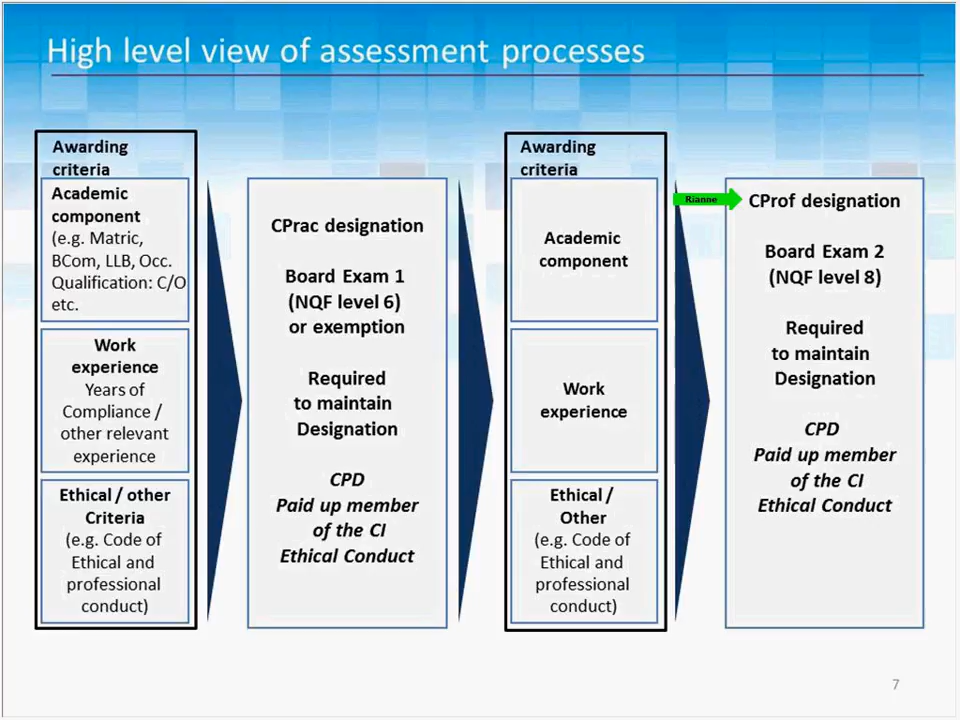 High level view of assessment processes
Awarding
criteria
Academic
component
(e.g. Matric,
BCom, LLB, Occ.
Qualification: C/O
etc.
Work
experience
Years of
Compliance /
other relevant
experience
Ethical / other
Criteria
(e.g. Code of
Ethical and
professional
conduct)
CPrac designation
Board Exam 1
(NQF level 6)
or exemption
Required
to maintain
Designation
CPD
Paid up member
of the CI
Ethical Conduct
Awarding
criteria
Academic
component
Work
experience
Ethical /
Other
(e.g. Code of
Ethical and
professional
conduct)
Rianne
CProf designation
Board Exam 2
(NQF level 8)
Required
to maintain
Designation
CPD
Paid up member
of the CI
Ethical Conduct
7